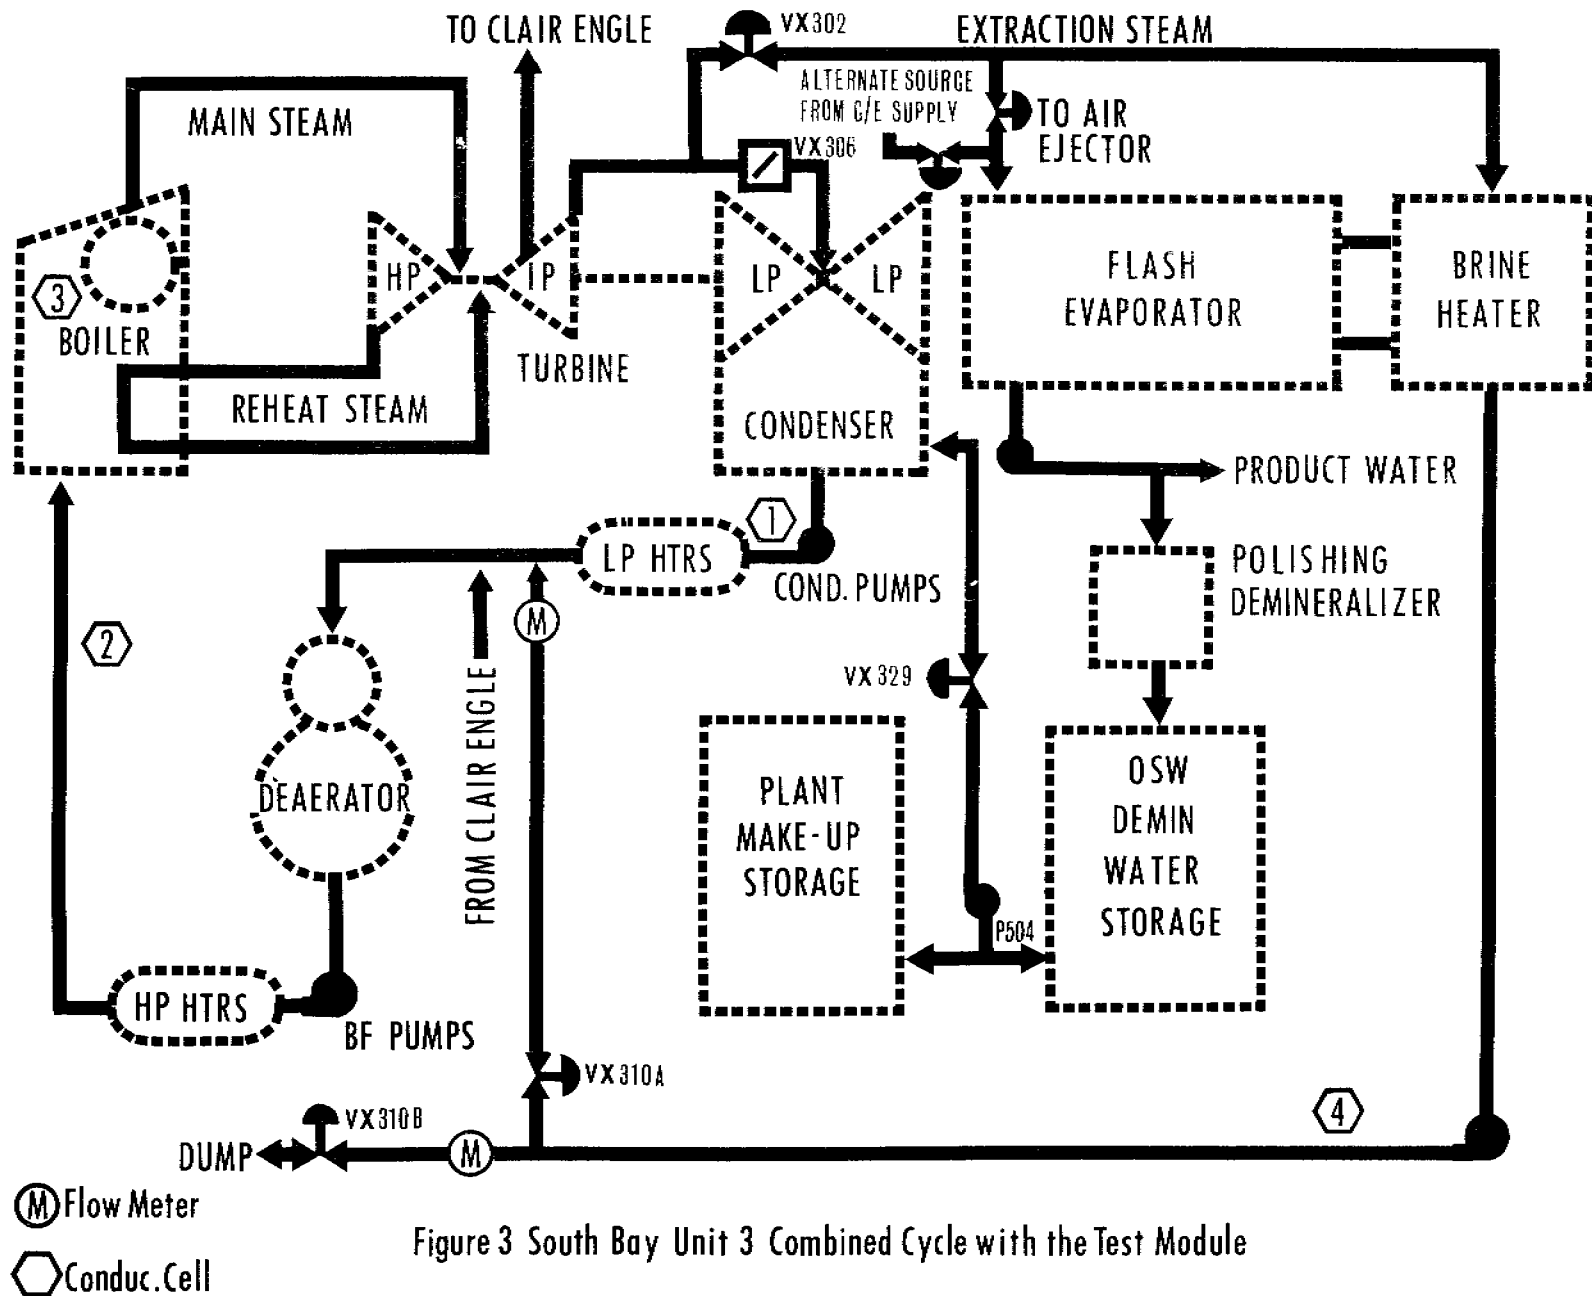 TO CLAIR ENGLE
VX302
EXTRACTION STEAM
MAIN STEAM
ALTERNATE SOURCE
FROM C/E SUPPLY
TO AIR
EJECTOR
VX306
HP
IP
LP
LP
FLASH
EVAPORATOR
BRINE
HEATER
3
BOILER
TURBINE
REHEAT STEAM
CONDENSER
PRODUCT WATER
1
LP HTRS
COND. PUMPS
POLISHING
DEMINERALIZER
M
2
VX329
FROM CLAIR ENGLE
DEAERATOR
PLANT
MAKE-UP
STORAGE
OSW
DEMIN
WATER
STORAGE
P504
HP HTRS
BF PUMPS
VX310A
VX310B
4
DUMP
M
M Flow Meter
Conduc. Cell
Figure 3 South Bay Unit 3 Combined Cycle with the Test Module